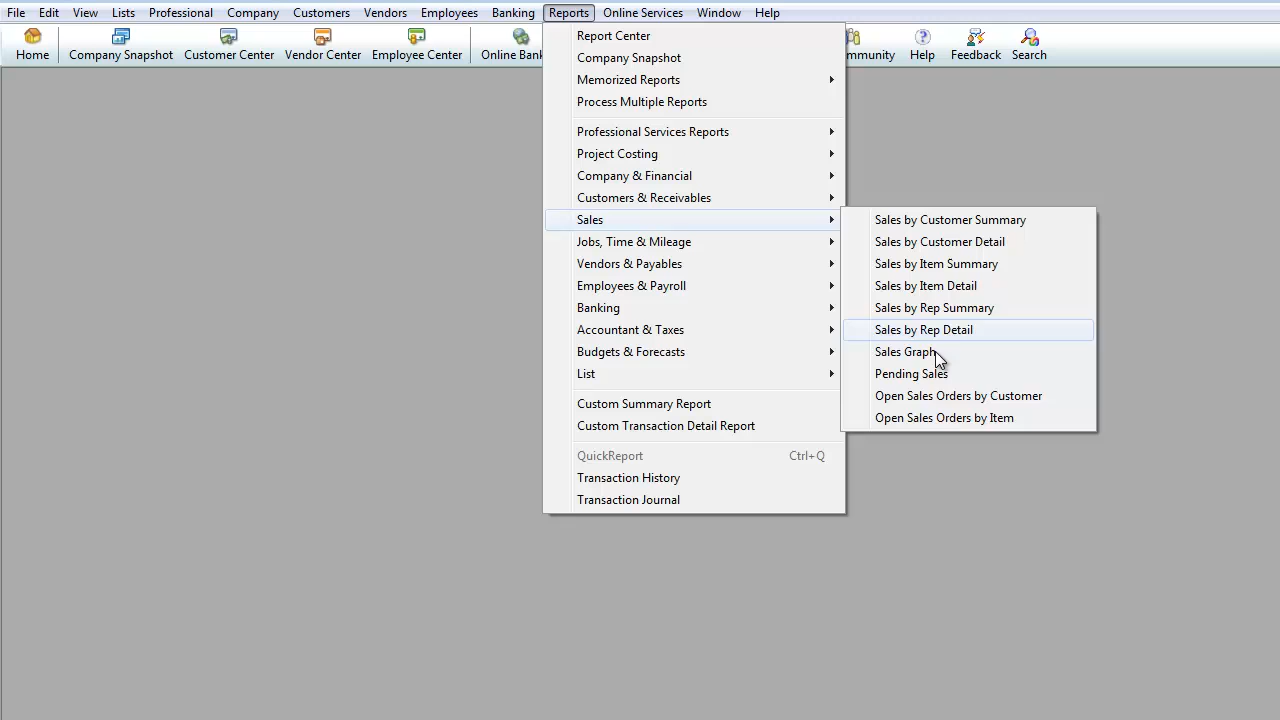 File Edit View Lists Professional Company Customers Vendors Employees Banking Reports Online Services Window Help
Home Company Snapshot Customer Center Vendor Center Employee Center Online Help Feedback Search
Report Center
Company Snapshot
Memorized Reports
Process Multiple Reports
Professional Services Reports
Project Costing
Company & Financial
Customers & Receivables
Sales
Jobs, Time & Mileage
Vendors & Payables
Employees & Payroll
Banking
Accountant & Taxes
Budgets & Forecasts
List
Custom Summary Report
Custom Transaction Detail Report
QuickReport Ctrl+Q
Transaction History
Transaction Journal
Sales by Customer Summary
Sales by Customer Detail
Sales by Item Summary
Sales by Item Detail
Sales by Rep Summary
Sales by Rep Detail
Sales Graph
Pending Sales
Open Sales Orders by Customer
Open Sales Orders by Item